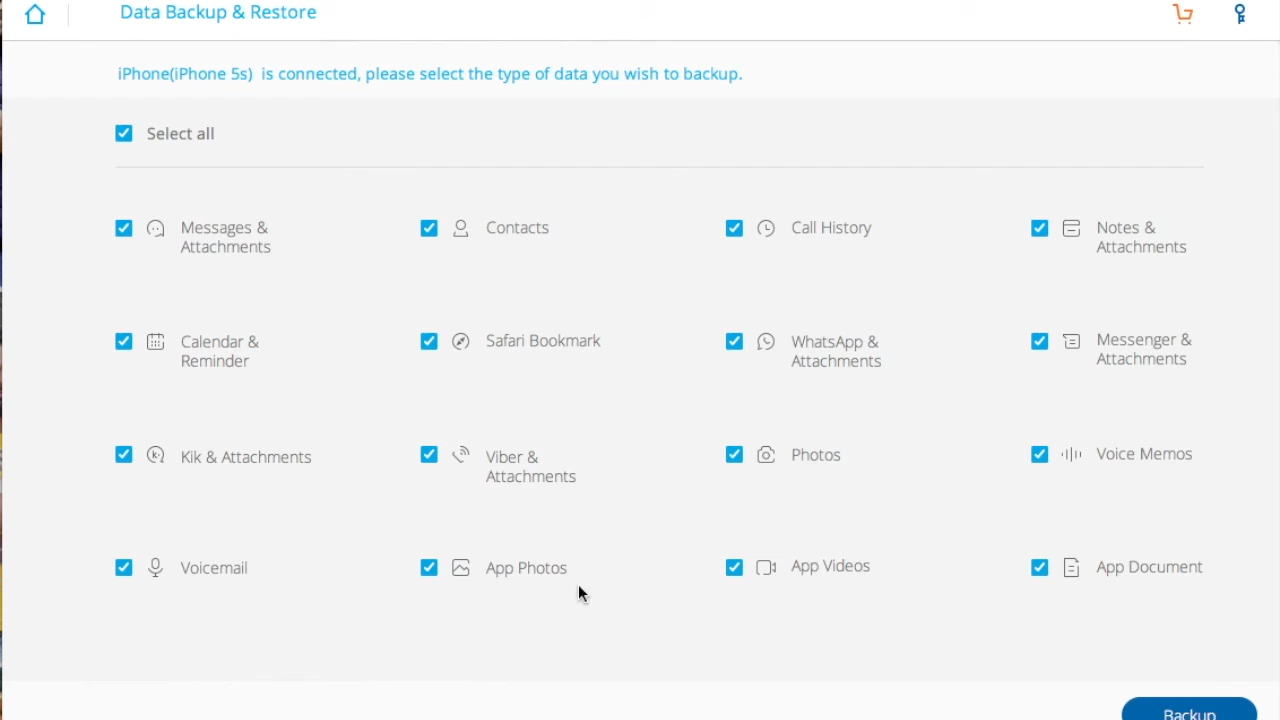 Data Backup & Restore
iPhone(iPhone 5s)  is connected, please select the type of data you wish to backup.
Select all
Messages &
Attachments
Contacts
Call History
Notes &
Attachments
Calendar &
Reminder
Safari Bookmark
WhatsApp &
Attachments
Messenger &
Attachments
Kik & Attachments
Viber &
Attachments
Photos
Voice Memos
Voicemail
App Photos
App Videos
App Document
Backup